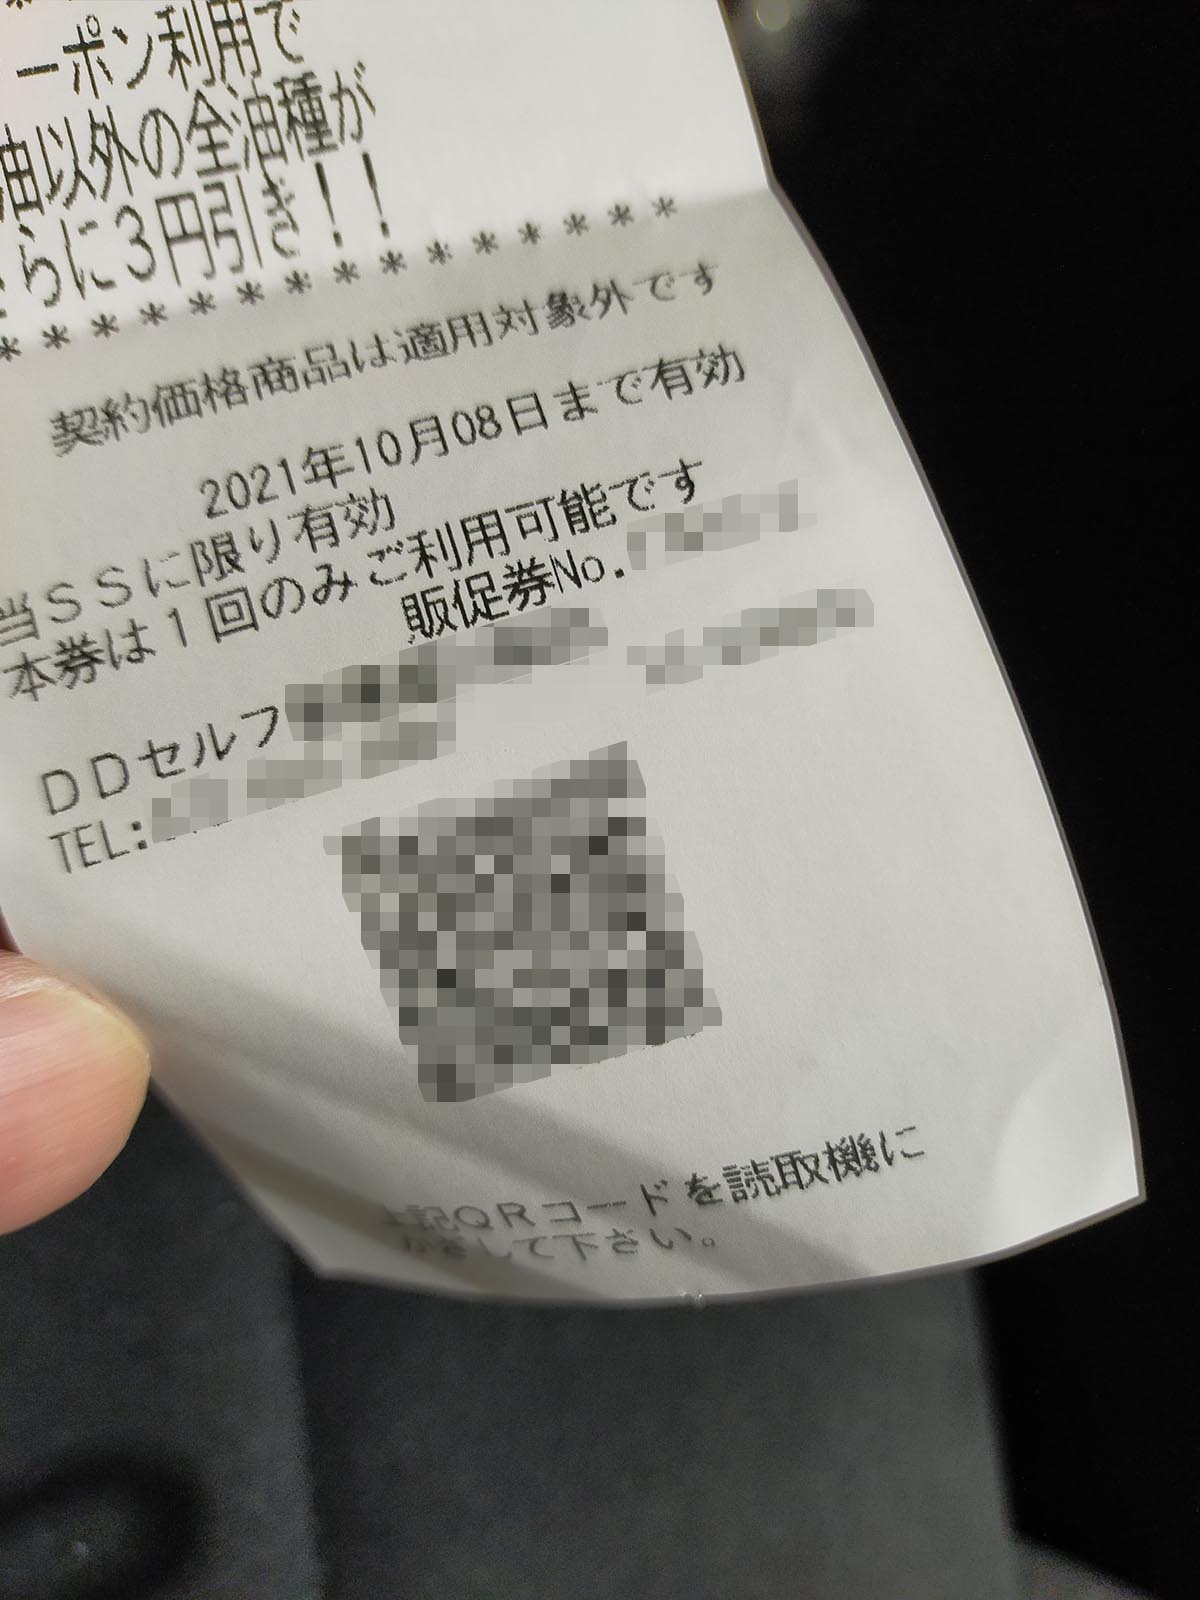 ーポン利用で
油以外の全油種が
さらに3円引き!!
* * * * * * * * * * * * * *
契約価格商品は適用対象外です
2021年10月08日まで有効
当SSに限り有効
本券は1回のみご利用可能です
販促券No.
DDセルフ
TEL:
上記QRコードを読取機に
かざして下さい。